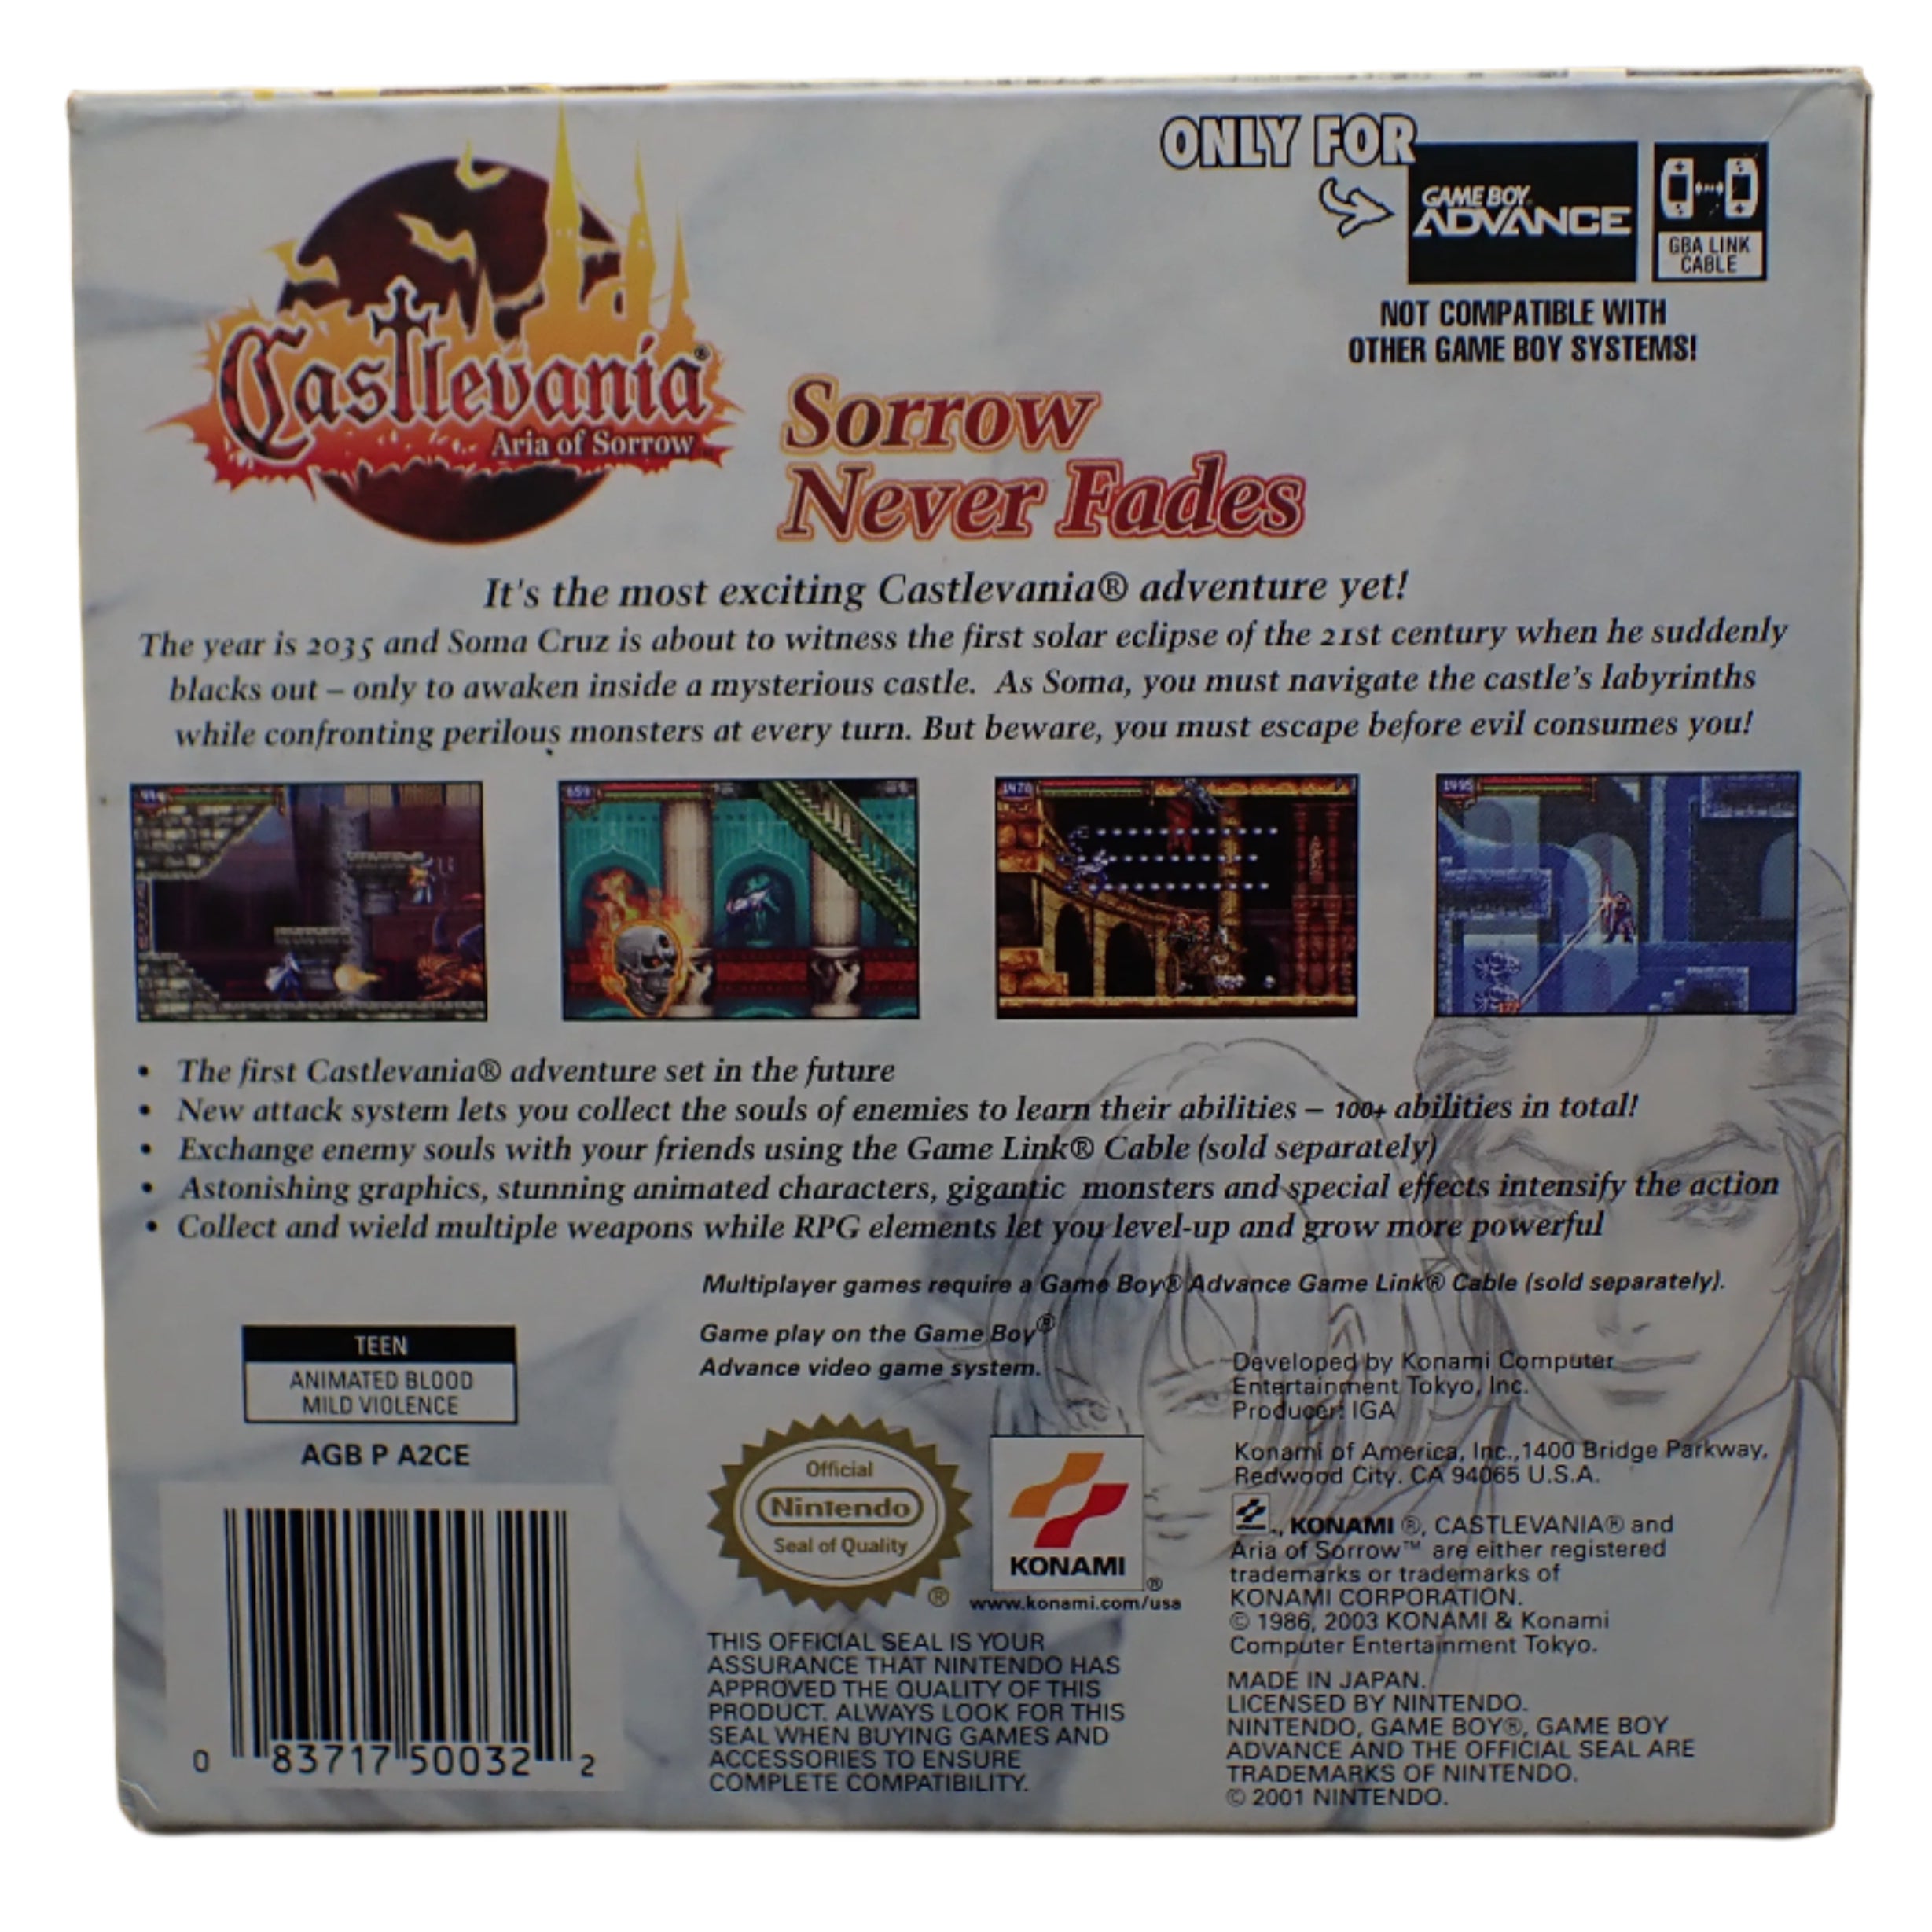 ONLY FOR
GAME BOY
ADVANCE
GBA LINK
CABLE
NOT COMPATIBLE WITH
OTHER GAME BOY SYSTEMS!
Castlevania®
Aria of Sorrow™
Sorrow
Never Fades
It's the most exciting Castlevania® adventure yet!
The year is 2035 and Soma Cruz is about to witness the first solar eclipse of the 21st century when he suddenly
blacks out – only to awaken inside a mysterious castle. As Soma, you must navigate the castle's labyrinths
while confronting perilous monsters at every turn. But beware, you must escape before evil consumes you!
659
1470
• The first Castlevania® adventure set in the future
• New attack system lets you collect the souls of enemies to learn their abilities – 100+ abilities in total!
• Exchange enemy souls with your friends using the Game Link® Cable (sold separately)
• Astonishing graphics, stunning animated characters, gigantic monsters and special effects intensify the action
• Collect and wield multiple weapons while RPG elements let you level-up and grow more powerful
Multiplayer games require a Game Boy® Advance Game Link® Cable (sold separately).
Game play on the Game Boy®
Advance video game system.
TEEN
ANIMATED BLOOD
MILD VIOLENCE
AGB P A2CE
0 83717 50032 2
Official
Nintendo
Seal of Quality
®
KONAMI
®
www.konami.com/usa
THIS OFFICIAL SEAL IS YOUR
ASSURANCE THAT NINTENDO HAS
APPROVED THE QUALITY OF THIS
PRODUCT. ALWAYS LOOK FOR THIS
SEAL WHEN BUYING GAMES AND
ACCESSORIES TO ENSURE
COMPLETE COMPATIBILITY.
Developed by Konami Computer
Entertainment Tokyo, Inc.
Producer: IGA
Konami of America, Inc., 1400 Bridge Parkway,
Redwood City. CA 94065 U.S.A.
., KONAMI ®, CASTLEVANIA® and
Aria of Sorrow™ are either registered
trademarks or trademarks of
KONAMI CORPORATION.
© 1986, 2003 KONAMI & Konami
Computer Entertainment Tokyo.
MADE IN JAPAN.
LICENSED BY NINTENDO.
NINTENDO, GAME BOY®, GAME BOY
ADVANCE AND THE OFFICIAL SEAL ARE
TRADEMARKS OF NINTENDO.
© 2001 NINTENDO.